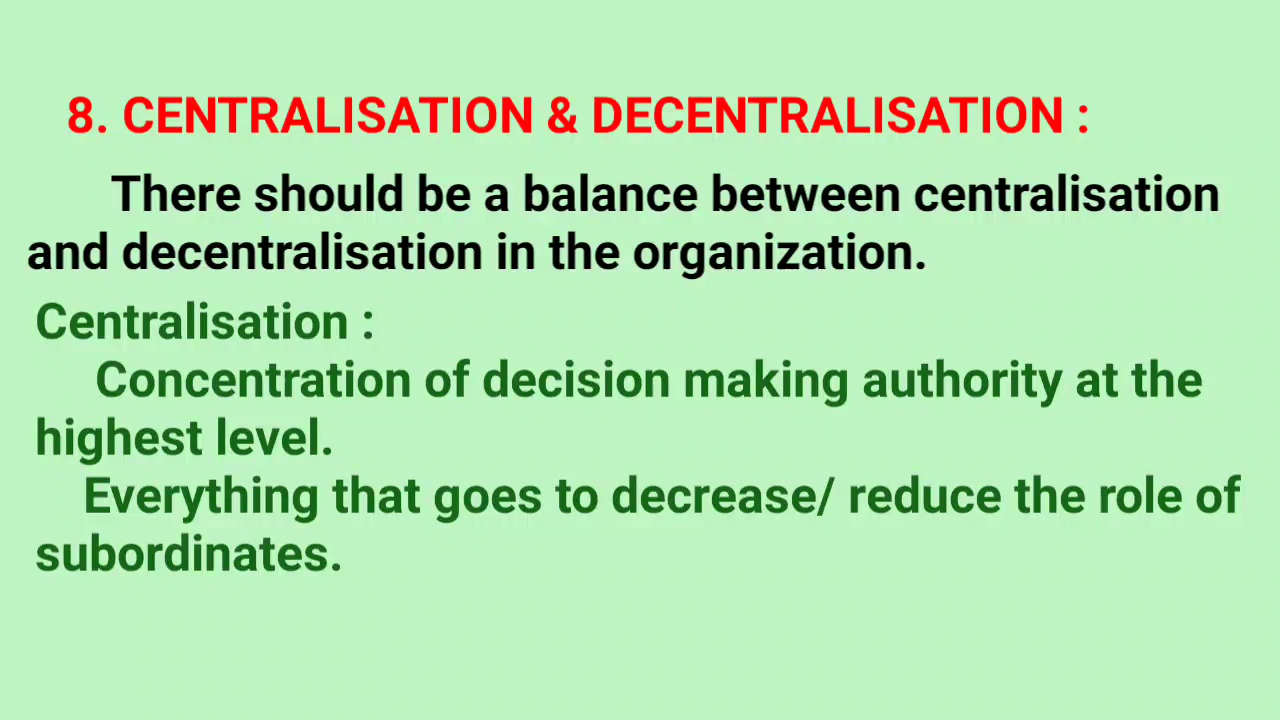 8. CENTRALISATION & DECENTRALISATION :
There should be a balance between centralisation
and decentralisation in the organization.
Centralisation :
Concentration of decision making authority at the
highest level.
Everything that goes to decrease/ reduce the role of
subordinates.